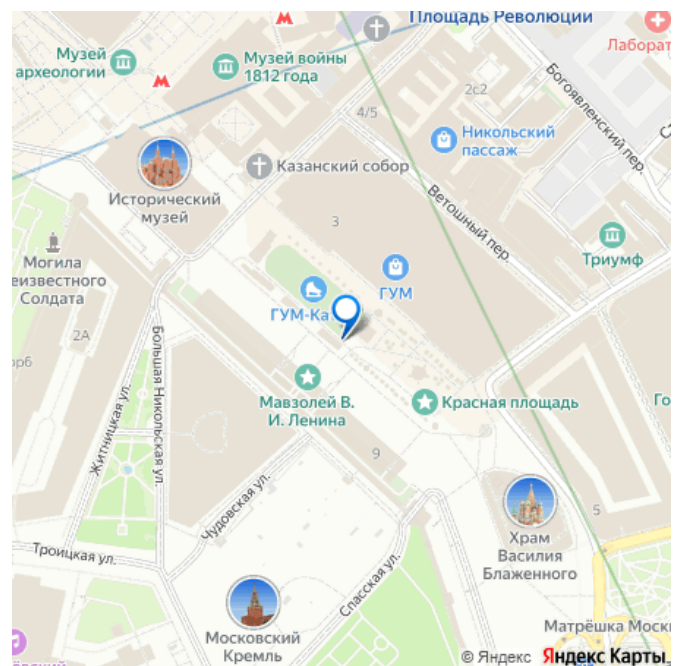 Площадь Революции
Музей
археологии
Музей войны
1812 года
Лаборат
4/5
2с2
Богоявленский пер.
Никольский
пассаж
Казанский собор
Исторический
музей
Ветошный пер.
3
Могила
еизвестного
Солдата
ГУМ
Триумф
ГУМ-Ка
2А
Большая Никольская ул.
Житницкая ул.
Мавзолей В.
И. Ленина
Красная площадь
Го
9
Чудовская ул.
5
Троицкая ул.
Спасская ул.
Храм
Василия
Блаженного
Московский
Кремль
Матрёшка Моск
© Яндекс Яндекс Карты